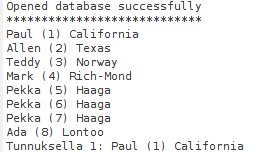 Opened database successfully
****************************
Paul (1) California
Allen (2) Texas
Teddy (3) Norway
Mark (4) Rich-Mond
Pekka (5) Haaga
Pekka (6) Haaga
Pekka (7) Haaga
Ada (8) Lontoo
Tunnuksella 1: Paul (1) California